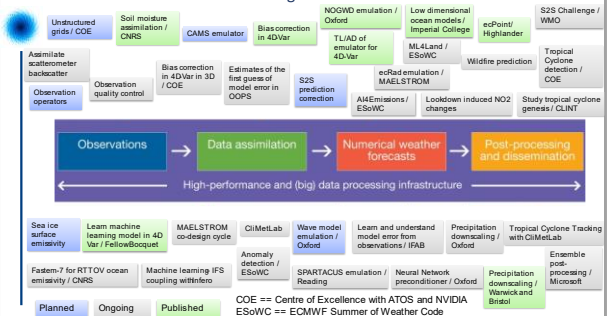 Unstructured
grids / COE
Soil moisture
assimilation /
CNRS
CAMS emulator
Bias correction
in 4D-Var
NOGWD emulation /
Oxford
TL/AD of
emulator for
4D-Var
Low dimensional
ocean models /
Imperial College
ecPoint/
Highlander
S2S Challenge /
WMO
Assimilate
scatterometer
backscatter
Observation
operators
Observation
quality control
Bias correction
in 4DVar in 3D
/ COE
Estimates of the
first guess of
model error in
OOPS
S2S
prediction
correction
ML4Land /
ESoWC
ecRad emulation /
MAELSTROM
Wildfire prediction
Tropical
Cyclone
detection /
COE
AI4Emissions /
ESoWC
Lockdown induced NO2
changes
Study tropical cyclone
genesis / CLINT
Observations
Data assimilation
Numerical weather
forecasts
Post-processing
and dissemination
High-performance and (big) data processing infrastructure
Sea ice
surface
emissivity
Learn machine
learning model in 4D
Var / FellowBocquet
MAELSTROM
co-design cycle
CliMetLab
Wave model
emulation /
Oxford
Learn and understand
model error from
observations / IFAB
Precipitation
downscaling /
Oxford
Tropical Cyclone Tracking
with CliMetLab
Fastem-7 for RTTOV ocean
emissivity / CNRS
Machine learning IFS
coupling with Infero
Anomaly
detection /
ESoWC
SPARTACUS emulation /
Reading
Neural Network
preconditioner / Oxford
Precipitation
downscaling /
Warwick and
Bristol
Ensemble
post-
processing /
Microsoft
Planned
Ongoing
Published
COE == Centre of Excellence with ATOS and NVIDIA
ESoWC == ECMWF Summer of Weather Code